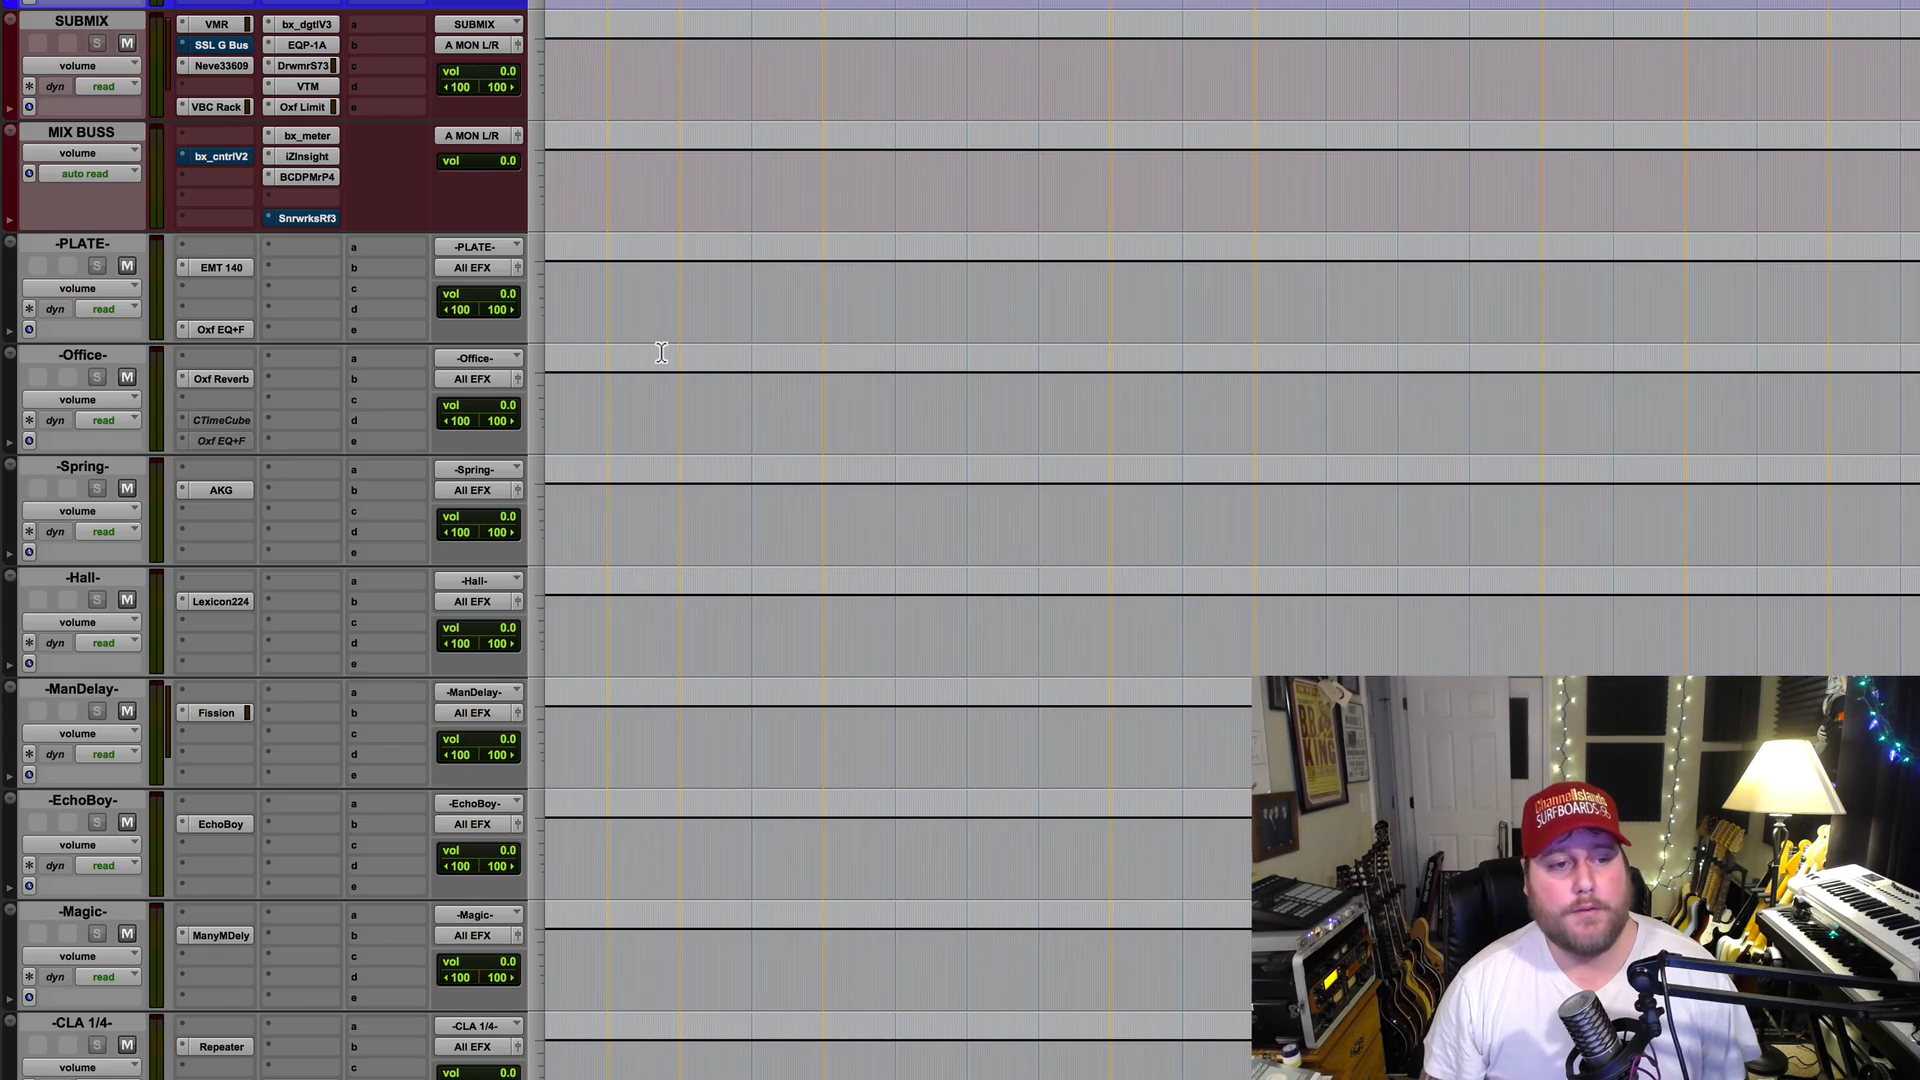 SUBMIX
S M
volume
dyn read
VMR
SSL G Bus
Neve33609
VBC Rack
bx_dgtlV3
EQP-1A
DrwmrS73
VTM
Oxf Limit
a
b
c
d
e
SUBMIX
A MON L/R
vol 0.0
100 100
MIX BUSS
volume
auto read
bx_cntrlV2
bx_meter
iZInsight
BCDPMrP4
SnrwrksRf3
A MON L/R
vol 0.0
-PLATE-
S M
volume
dyn read
EMT 140
Oxf EQ+F
a
b
c
d
e
-PLATE-
All EFX
vol 0.0
100 100
-Office-
S M
volume
dyn read
Oxf Reverb
CTimeCube
Oxf EQ+F
a
b
c
d
e
-Office-
All EFX
vol 0.0
100 100
-Spring-
S M
volume
dyn read
AKG
a
b
c
d
e
-Spring-
All EFX
vol 0.0
100 100
-Hall-
S M
volume
dyn read
Lexicon224
a
b
c
d
e
-Hall-
All EFX
vol 0.0
100 100
-ManDelay-
S M
volume
dyn read
Fission
a
b
c
d
e
-ManDelay-
All EFX
vol 0.0
100 100
-EchoBoy-
S M
volume
dyn read
EchoBoy
a
b
c
d
e
-EchoBoy-
All EFX
vol 0.0
100 100
-Magic-
S M
volume
dyn read
ManyMDely
a
b
c
d
e
-Magic-
All EFX
vol 0.0
100 100
-CLA 1/4-
S M
volume
Repeater
a
b
c
-CLA 1/4-
All EFX
vol 0.0
B.B.
KING
Channel Islands
SURFBOARDS